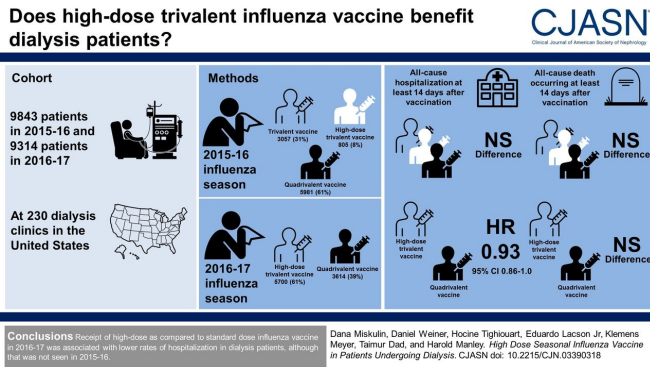 Does high-dose trivalent influenza vaccine benefit
dialysis patients?
CJASN
Clinical Journal of American Society of Nephrology
Cohort
9843 patients
in 2015-16 and
9314 patients
in 2016-17
At 230 dialysis
clinics in the
United States
Methods
Trivalent vaccine
3057 (31%)
High-dose
trivalent vaccine
805 (8%)
2015-16
influenza
season
Quadrivalent vaccine
5981 (61%)
2016-17
influenza
season
High-dose
trivalent vaccine
5700 (61%)
Quadrivalent vaccine
3614 (39%)
All-cause
hospitalization at
least 14 days after
vaccination
All-cause death
occurring at least
14 days after
vaccination
NS
Difference
NS
Difference
High-dose
trivalent
vaccine
Quadrivalent
vaccine
HR
0.93
95% CI 0.86-1.0
High-dose
trivalent
vaccine
Quadrivalent
vaccine
NS
Difference
Conclusions Receipt of high-dose as compared to standard dose influenza vaccine
in 2016-17 was associated with lower rates of hospitalization in dialysis patients, although
that was not seen in 2015-16.
Dana Miskulin, Daniel Weiner, Hocine Tighiouart, Eduardo Lacson Jr, Klemens
Meyer, Taimur Dad, and Harold Manley. High Dose Seasonal Influenza Vaccine
in Patients Undergoing Dialysis. CJASN doi: 10.2215/CJN.03390318